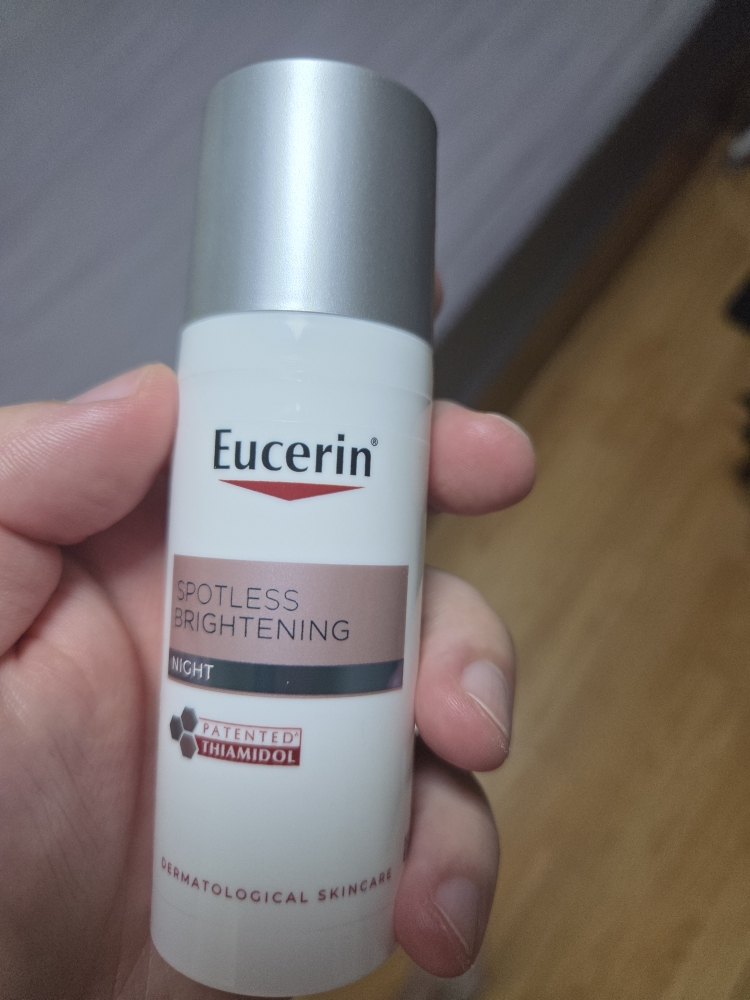 Eucerin®
SPOTLESS
BRIGHTENING
NIGHT
PATENTED*
THIAMIDOL
DERMATOLOGICAL SKINCARE